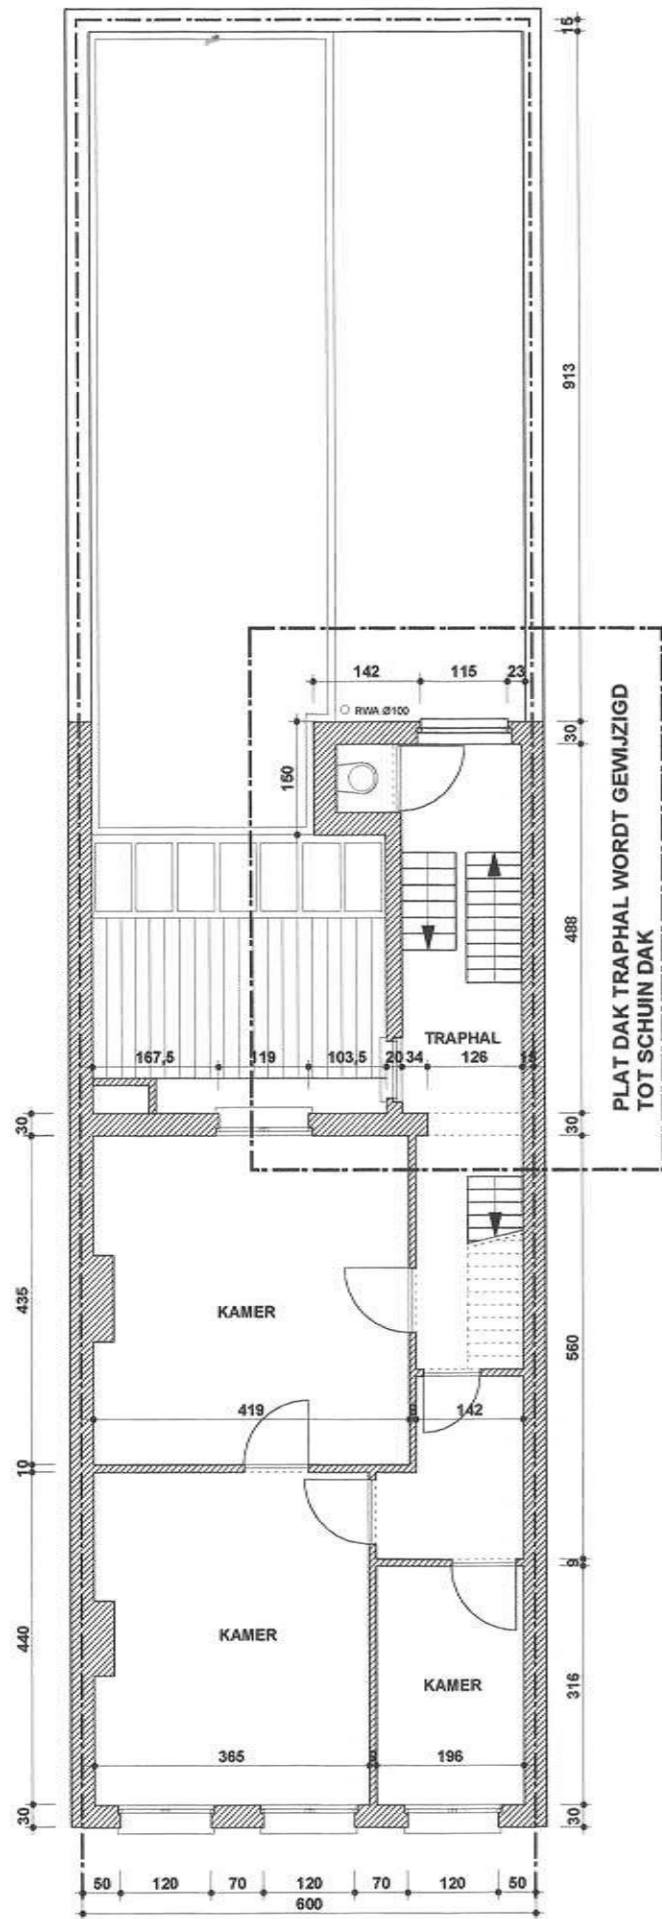 15
913
142 115 23
RWA Ø100
30
160
PLAT DAK TRAPHAL WORDT GEWIJZIGD
TOT SCHUIN DAK
488
TRAPHAL
167,5 119 103,5 20 34 126 15
30
30
435
KAMER
560
419 9 142
10
9
440
KAMER
KAMER
316
365 9 196
30
30
50 120 70 120 70 120 50
600